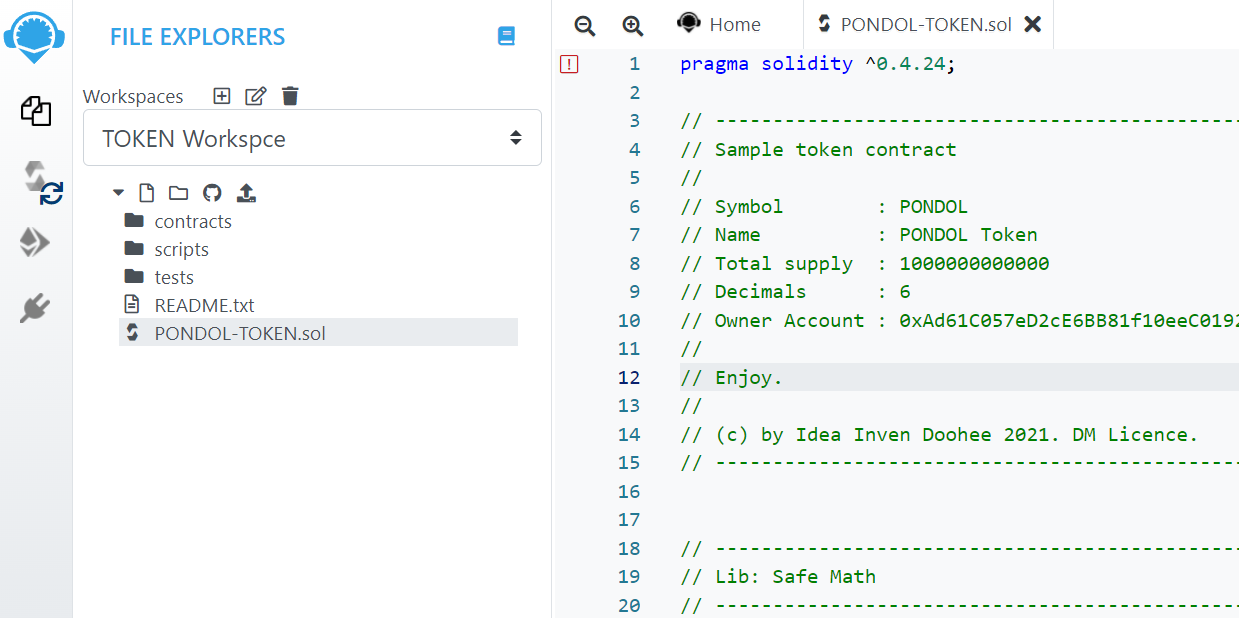 FILE EXPLORERS
Workspaces
TOKEN Workspce
contracts
scripts
tests
README.txt
PONDOL-TOKEN.sol
Home
PONDOL-TOKEN.sol
1 pragma solidity ^0.4.24;
2
3 // ----------------------------------------------
4 // Sample token contract
5 //
6 // Symbol        : PONDOL
7 // Name          : PONDOL Token
8 // Total supply  : 1000000000000
9 // Decimals      : 6
10 // Owner Account : 0xAd61C057eD2cE6BB81f10eeC0192
11 //
12 // Enjoy.
13 //
14 // (c) by Idea Inven Doohee 2021. DM Licence.
15 // ----------------------------------------------
16
17
18 // ----------------------------------------------
19 // Lib: Safe Math
20 // ----------------------------------------------